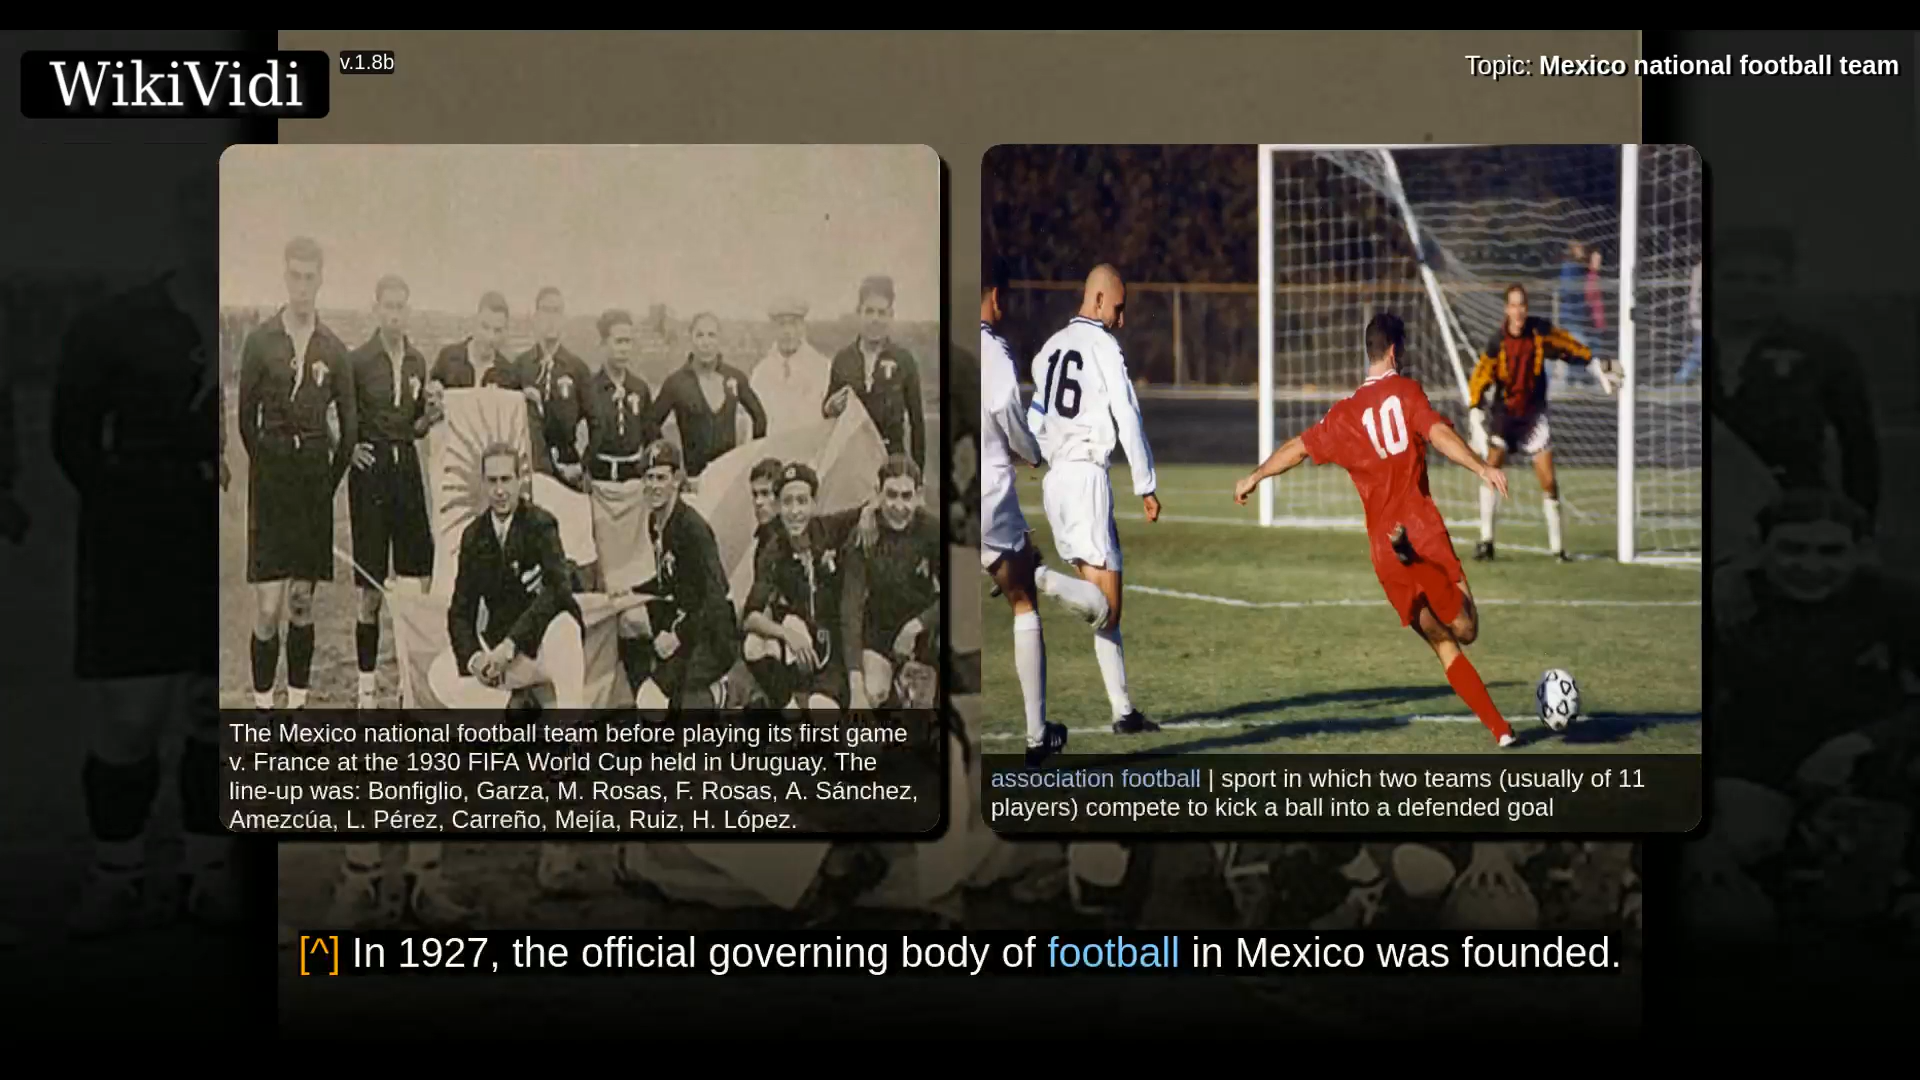 WikiVidi
v.1.8b
Topic: Mexico national football team
16
10
The Mexico national football team before playing its first game
v. France at the 1930 FIFA World Cup held in Uruguay. The
line-up was: Bonfiglio, Garza, M. Rosas, F. Rosas, A. Sánchez,
Amezcúa, L. Pérez, Carreño, Mejía, Ruiz, H. López.
association football | sport in which two teams (usually of 11
players) compete to kick a ball into a defended goal
[^] In 1927, the official governing body of football in Mexico was founded.